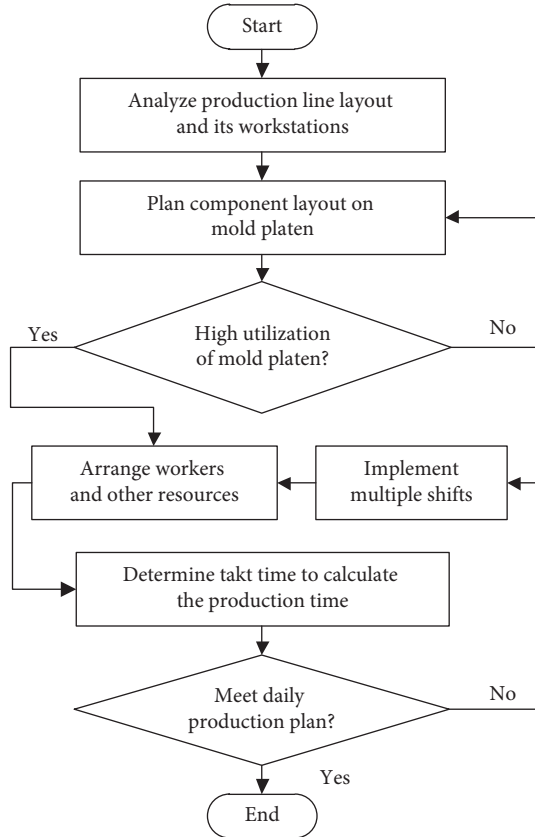 Start
Analyze production line layout
and its workstations
Plan component layout on
mold platen
High utilization
of mold platen?
Yes
No
Arrange workers
and other resources
Implement
multiple shifts
Determine takt time to calculate
the production time
Meet daily
production plan?
No
Yes
End